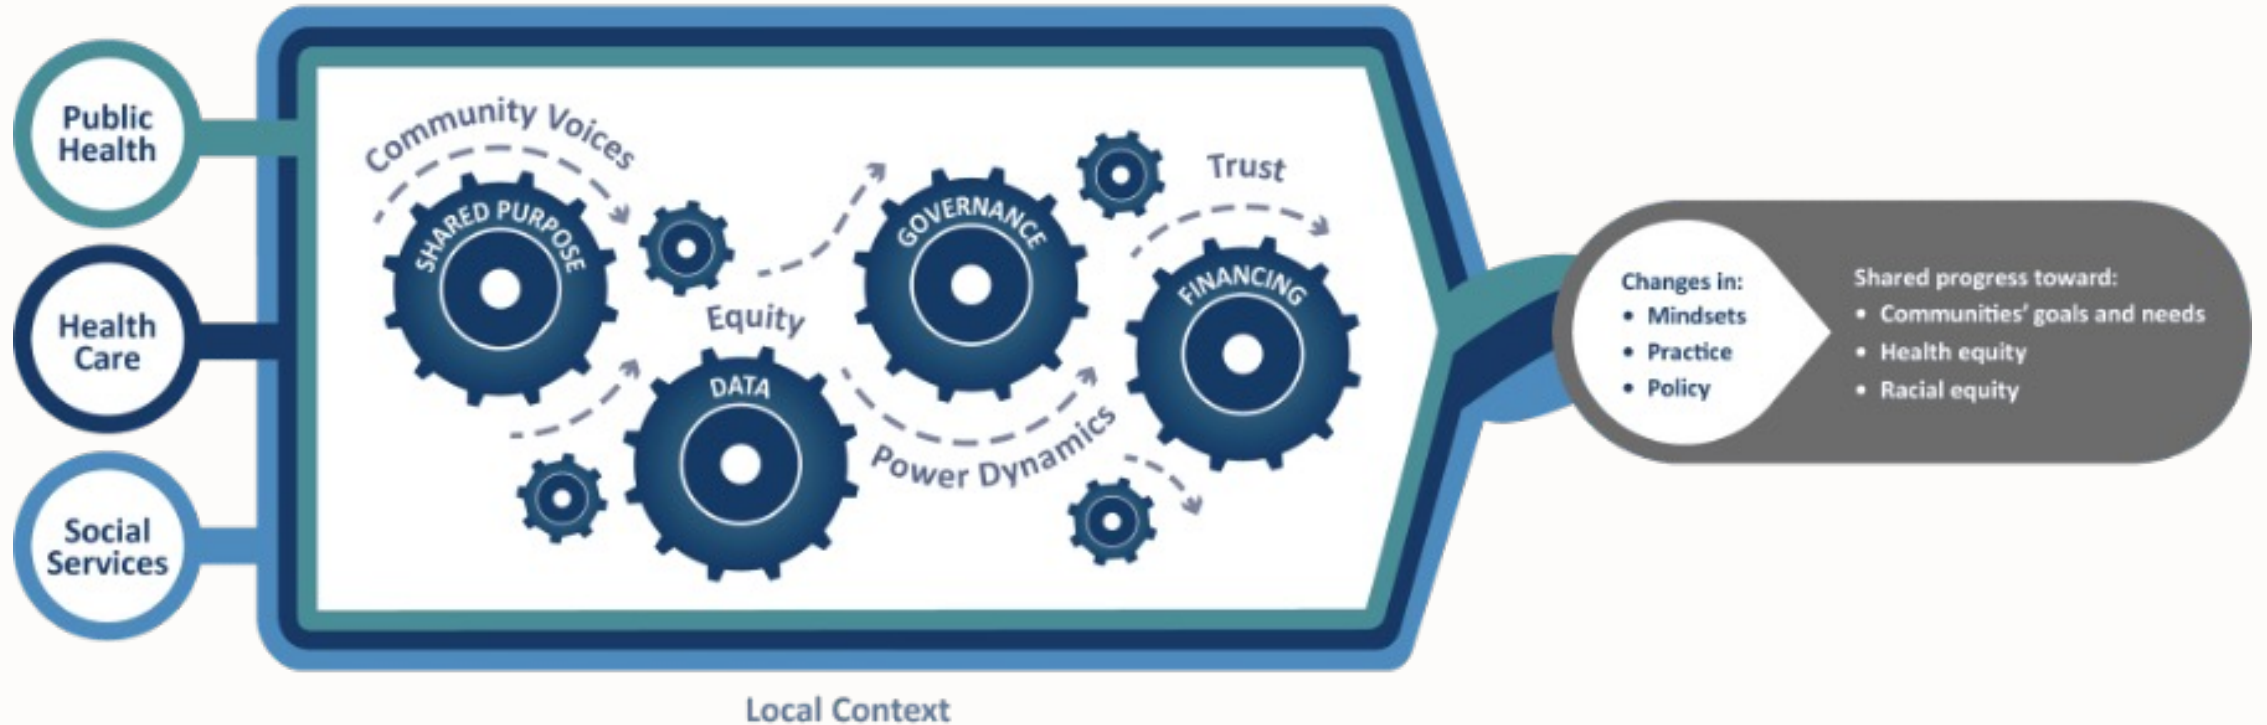 Public
Health
Health
Care
Social
Services
Community Voices
SHARED PURPOSE
Equity
DATA
GOVERNANCE
Power Dynamics
Trust
FINANCING
Changes in:
• Mindsets
• Practice
• Policy
Shared progress toward:
• Communities' goals and needs
• Health equity
• Racial equity
Local Context